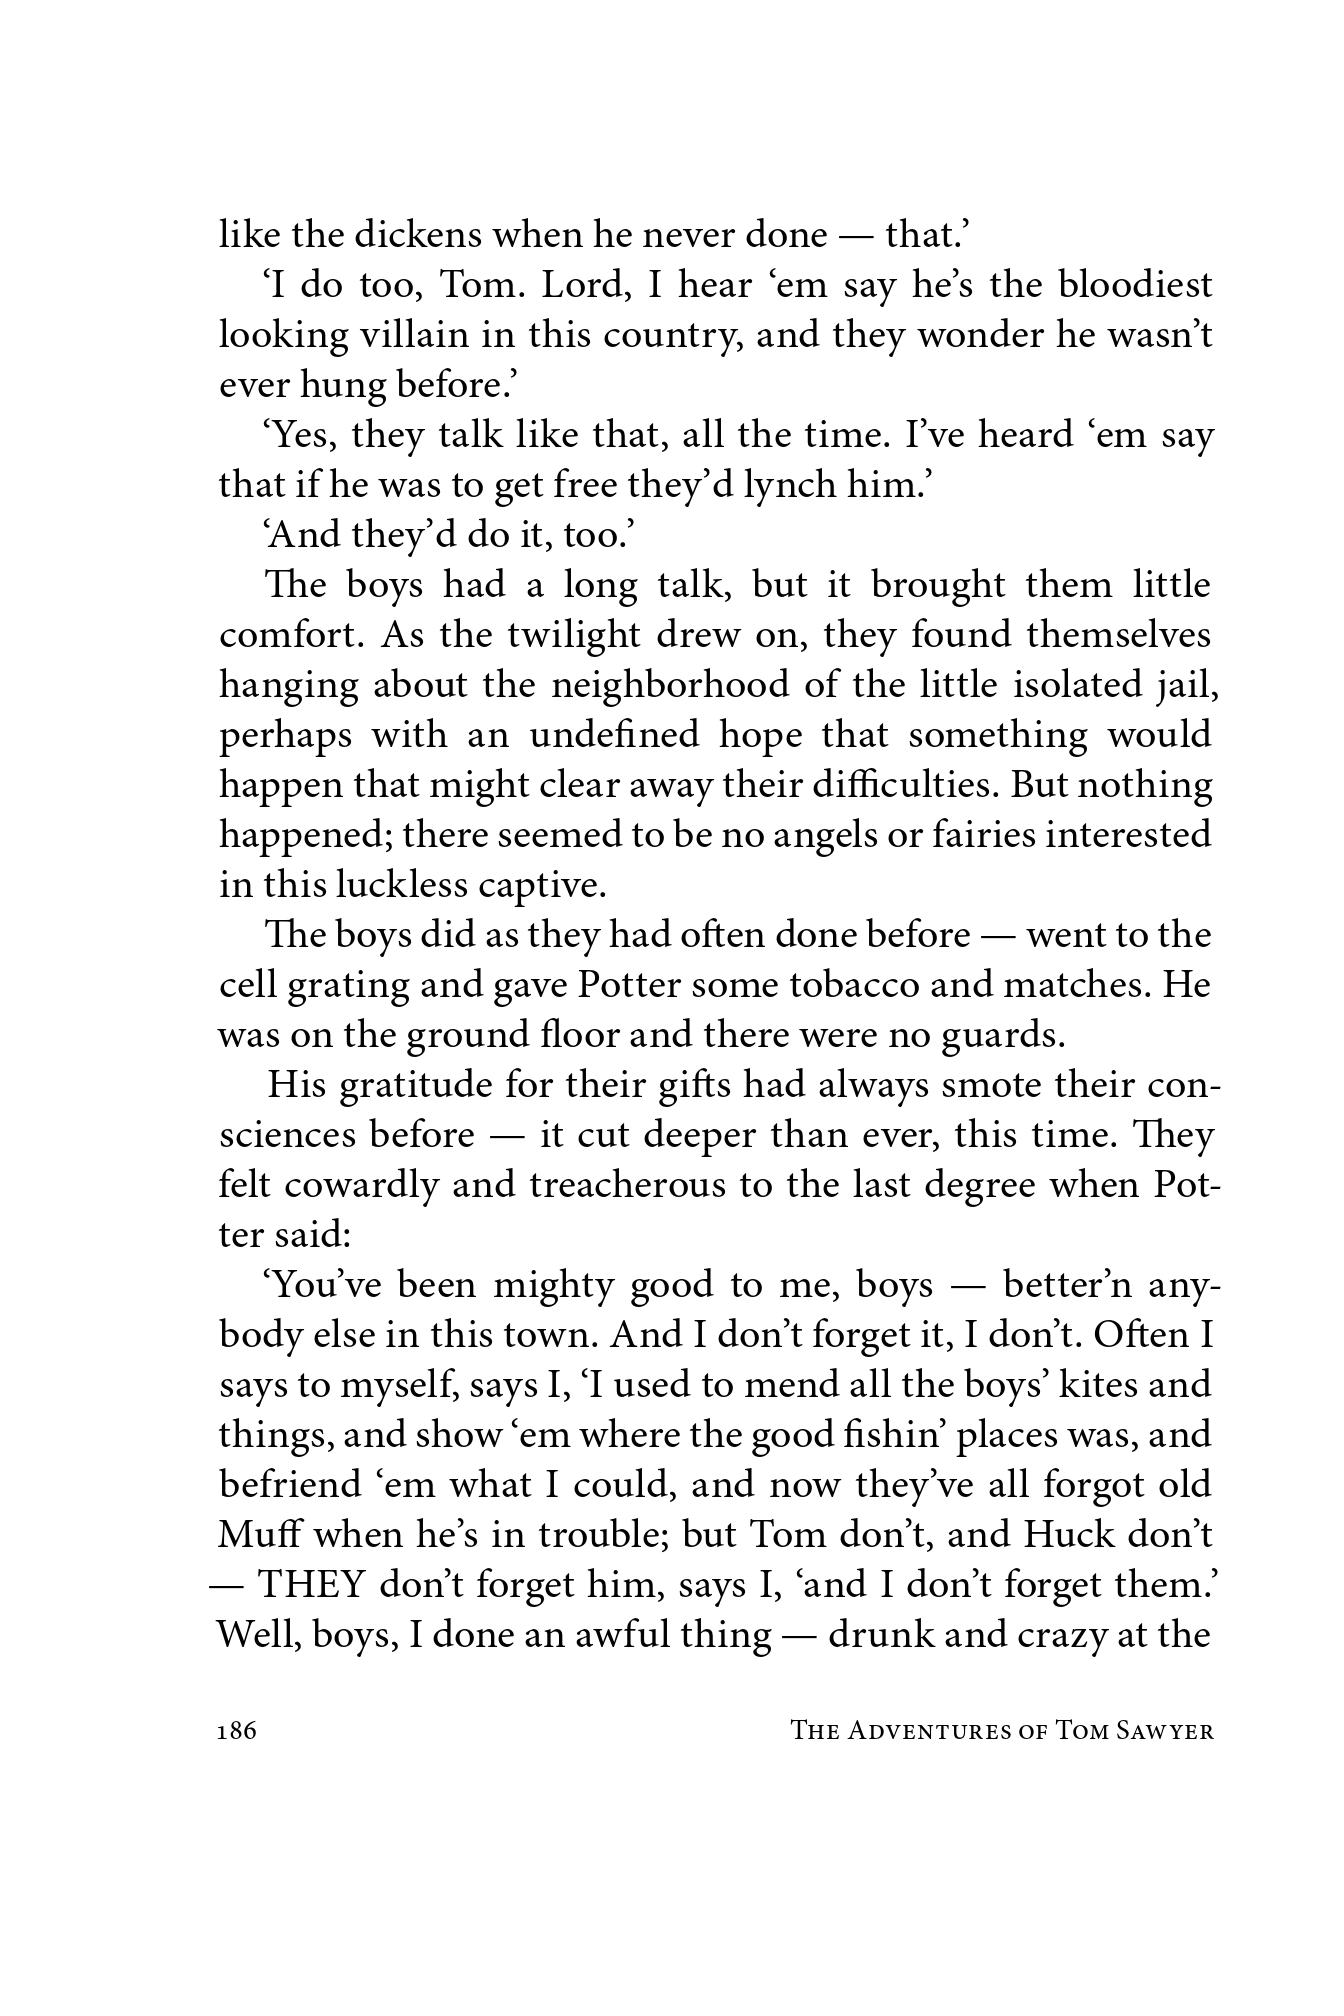 like the dickens when he never done — that.’
‘I do too, Tom. Lord, I hear ‘em say he’s the bloodiest
looking villain in this country, and they wonder he wasn’t
ever hung before.’
‘Yes, they talk like that, all the time. I’ve heard ‘em say
that if he was to get free they’d lynch him.’
‘And they’d do it, too.’
The boys had a long talk, but it brought them little
comfort. As the twilight drew on, they found themselves
hanging about the neighborhood of the little isolated jail,
perhaps with an undefined hope that something would
happen that might clear away their difficulties. But nothing
happened; there seemed to be no angels or fairies interested
in this luckless captive.
The boys did as they had often done before — went to the
cell grating and gave Potter some tobacco and matches. He
was on the ground floor and there were no guards.
His gratitude for their gifts had always smote their con-
sciences before — it cut deeper than ever, this time. They
felt cowardly and treacherous to the last degree when Pot-
ter said:
‘You’ve been mighty good to me, boys — better’n any-
body else in this town. And I don’t forget it, I don’t. Often I
says to myself, says I, ‘I used to mend all the boys’ kites and
things, and show ‘em where the good fishin’ places was, and
befriend ‘em what I could, and now they’ve all forgot old
Muff when he’s in trouble; but Tom don’t, and Huck don’t
— THEY don’t forget him, says I, ‘and I don’t forget them.’
Well, boys, I done an awful thing — drunk and crazy at the
186 The Adventures of Tom Sawyer